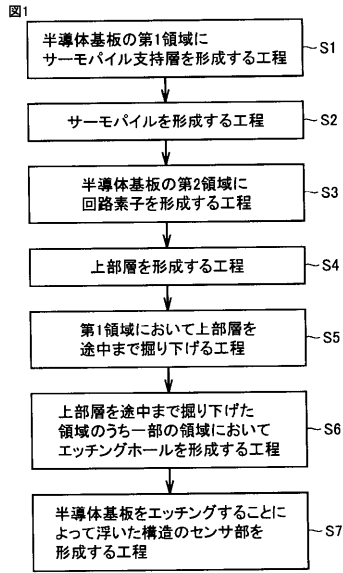 図1
半導体基板の第1領域に
サーモパイル支持層を形成する工程
S1
サーモパイルを形成する工程
S2
半導体基板の第2領域に
回路素子を形成する工程
S3
上部層を形成する工程
S4
第1領域において上部層を
途中まで掘り下げる工程
S5
上部層を途中まで掘り下げた
領域のうち一部の領域において
エッチングホールを形成する工程
S6
半導体基板をエッチングすることに
よって浮いた構造のセンサ部を
形成する工程
S7